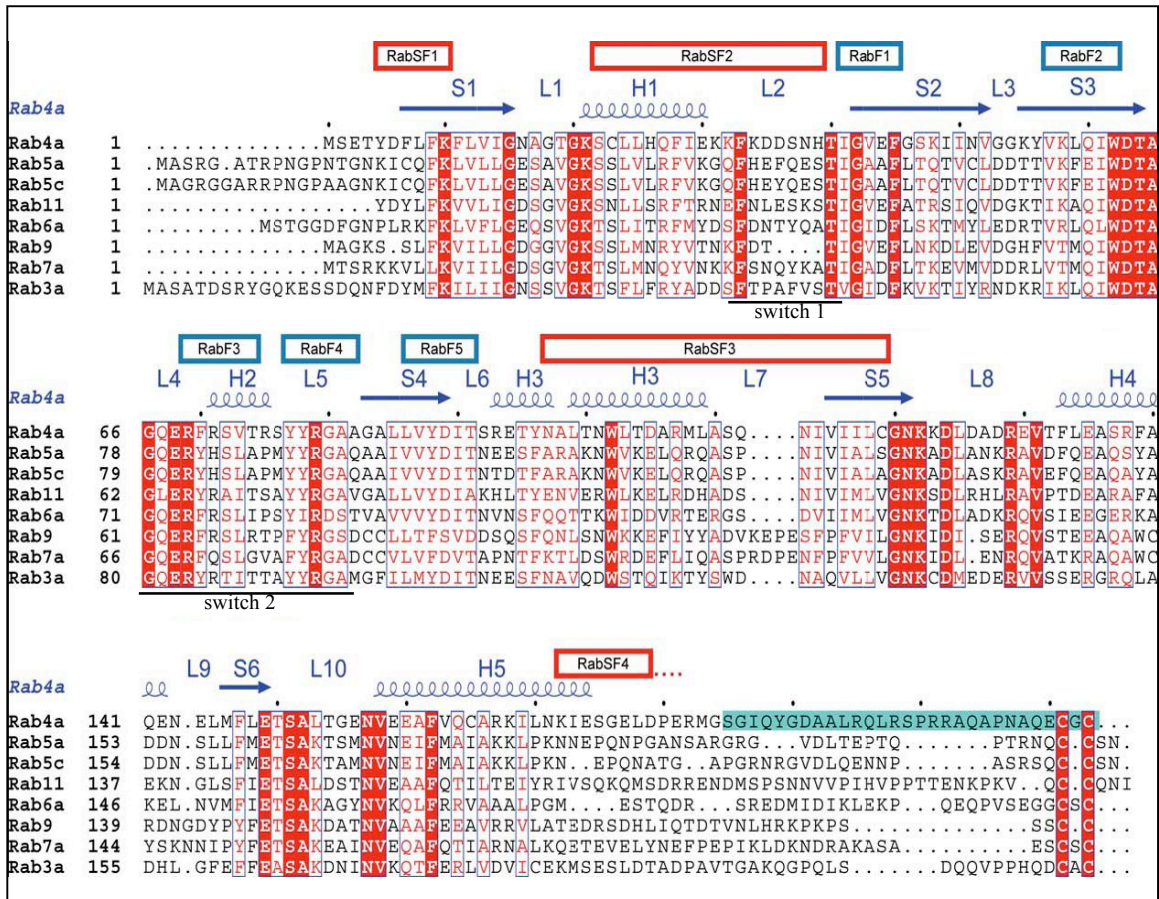 RabSF1 RabSF2 RabF1 RabF2
S1 L1 H1 L2 S2 L3 S3
Rab4a
Rab4a 1 ..............MSETYDFLFKFLVIGNAGTGKSCLLHQFIEKKFKDDSNHTIGVEFGSKIINVGGKYVKLQIWDTA
Rab5a 1 .MASRG.ATRPNGPNTGNKICQFKLVLLGESAVGKSSLVLRFVKGQFHEFQESTIGAAFLTQTVCLDDTTVKFEIWDTA
Rab5c 1 .MAGRGGARRPNGPAAGNKICQFKLVLLGESAVGKSSLVLRFVKGQFHEYQESTIGAAFLTQTVCLDDTTVKFEIWDTA
Rab11 1 ..................YDYLFKVVLIGDSGVGKSNLLSRFTRNEFNLESKSTIGVEFATRSIQVDGKTIKAQIWDTA
Rab6a 1 .........MSTGGDFGNPLRKFKLVFLGEQSVGKTSLITRFMYDSFDNTYQATIGIDFLSKTMYLEDRTVRLQLWDTA
Rab9 1 ..............MAGKS.SLFKVILLGDGGVGKSSLMNRYVTNKFDT...QAIGVEFLNKDLEVDGHFVTMQIWDTA
Rab7a 1 ..............MTSRKKVLLKVIILGDSGVGKTSLMNQYVNKKFSNQYKATIGADFLTKEVMVDDRLVTMQIWDTA
Rab3a 1 MASATDSRYGQKESSDQNFDYMFKILIIGNSSVGKTSFLFRYADDSFTPAFVSTVGIDFKVKTIYRNDKRIKLQIWDTA
switch 1
RabF3 RabF4 RabF5 RabSF3
L4 H2 L5 S4 L6 H3 H3 L7 S5 L8 H4
Rab4a
Rab4a 66 GQERFRSVTRSYYRGAAGALLVYDITSRETYNALTNWLTDARMLASQ....NIVIILCGNKKDLDADREVTFLEASRFA
Rab5a 78 GQERYHSLAPMYYRGAQAAIVVYDITNEESFARAKNWVKELQRQASP....NIVIALSGNKADLANKRAVDFQEAQSYA
Rab5c 79 GQERYHSLAPMYYRGAQAAIVVYDITNTDTFARAKNWVKELQRQASP....NIVIALAGNKADLASKRAVEFQEAQAYA
Rab11 62 GLERYRAITSAYYRGAVGALLVYDIAKHLTYENVERWLKELRDHADS....NIVIMLVGNKSDLRHLRAVPTDEARAFA
Rab6a 71 GQERFRSLIPSYIRDSTVAVVVYDITNVNSFQQTTKWIDDVRTERGS....DVIIMLVGNKTDLADKRQVSIEEGERKA
Rab9 61 GQERFRSLRTPFYRGSDCCLLTFSVDDSQSFQNLSNWKKEFIYYADVKEPESFPFVILGNKIDI.SERQVSTEEAQAWC
Rab7a 66 GQERFQSLGVAFYRGADCCVLVFDVTAPNTFKTLDSWRDEFLIQASPRDPENFPFVVLGNKIDL.ENRQVATKRAQAWC
Rab3a 80 GQERYRTITTAYYRGAMGFILMYDITNEESFNAVQDWSTQIKTYSWD....NAQVLLVGNKCDMEDERVVSSERGRQLA
switch 2
L9 S6 L10 H5 RabSF4
Rab4a
Rab4a 141 QEN.ELMFLETSALTGENVEEAFVQCARKILNKIESGELDPERMGSGIQYGDAALRQLRSPRRAQAPNAQECGC...
Rab5a 153 DDN.SLLFMETSAKTSMNVNEIFMAIAKKLPKNNEPQNPGANSARGRG...VDLTEPTQ........PTRNQC.CSN.
Rab5c 154 DDN.SLLFMETSAKTAMNVNEIFMAIAKKLPKN..EPQNATG.APGRNRGVDLQENNP.......ASRSQC.CSN.
Rab11 137 EKN.GLSFIETSALDSTNVEAAFQTILTEIYRIVSQKQMSDRRENDMSPSNNVVPIHVPPTTENKPKV..QC.CQNI
Rab6a 146 KEL.NVMFIETSAKAGYNVKQLFRRVAAALPGM....ESTQDR...SREDMIDIKLEKP...QEQPVSEGGCSC...
Rab9 139 RDNGDYPYFETSAKDATNVAAAFEEAVRRVLATEDRSDHLIQTDTVNLHRKPKPS...............SSCC...
Rab7a 144 YSKNNIPYFETSAKEAINVEQAFQTIARNALKQETEVELYNEFPEPIKLDKNDRAKASA...........ESCSC...
Rab3a 155 DHL.GFEFFEASAKDNINVKQTFERLVDVICEKMSESLDTADPAVTGAKQGPQLS.......DQQVPPHQDCAC...